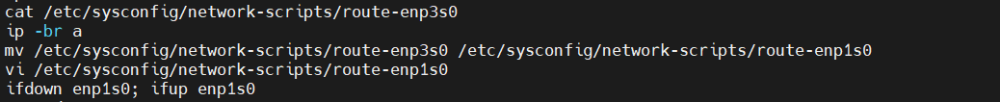 cat /etc/sysconfig/network-scripts/route-enp3s0
ip -br a
mv /etc/sysconfig/network-scripts/route-enp3s0 /etc/sysconfig/network-scripts/route-enp1s0
vi /etc/sysconfig/network-scripts/route-enp1s0
ifdown enp1s0; ifup enp1s0